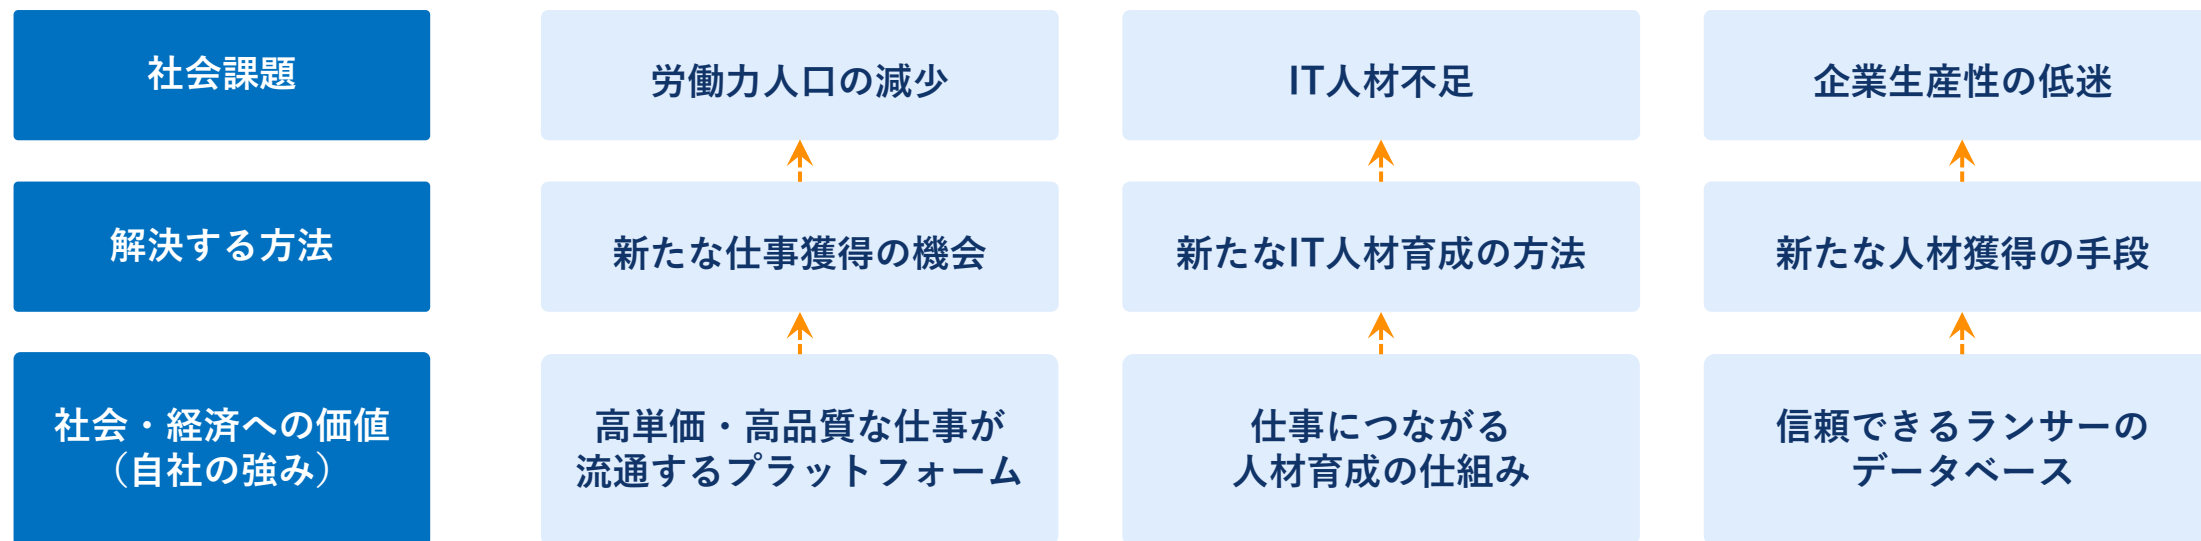 社会課題
労働力人口の減少
IT人材不足
企業生産性の低迷
解決する方法
新たな仕事獲得の機会
新たなIT人材育成の方法
新たな人材獲得の手段
社会・経済への価値
（自社の強み）
高単価・高品質な仕事が
流通するプラットフォーム
仕事につながる
人材育成の仕組み
信頼できるランサーの
データベース